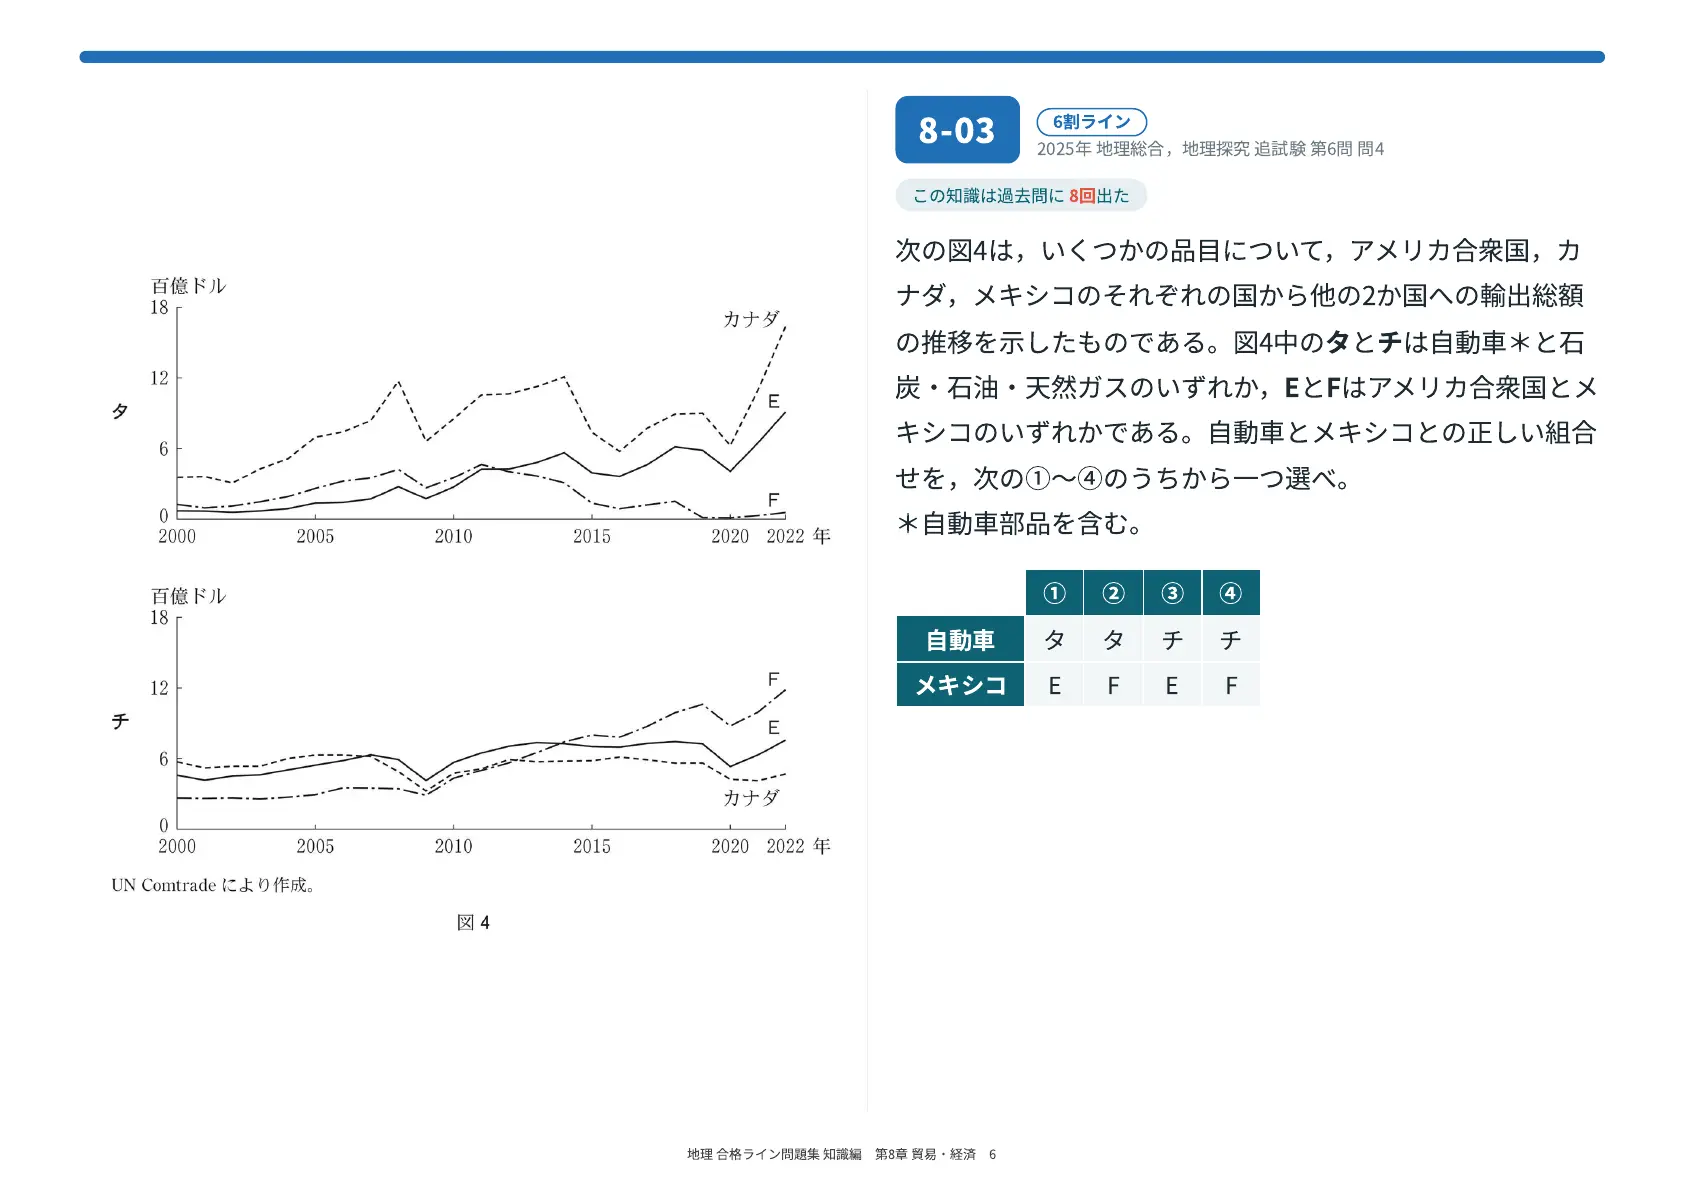 百億ドル
18
12
6
0
タ
カナダ
E
F
2000 2005 2010 2015 2020 2022 年
百億ドル
18
12
6
0
チ
F
E
カナダ
2000 2005 2010 2015 2020 2022 年
UN Comtrade により作成。
図 4
8-03
6割ライン
2025年 地理総合，地理探究 追試験 第6問 問4
この知識は過去問に 8回出た
次の図4は，いくつかの品目について，アメリカ合衆国，カ
ナダ，メキシコのそれぞれの国から他の2か国への輸出総額
の推移を示したものである。図4中のタとチは自動車＊と石
炭・石油・天然ガスのいずれか，EとFはアメリカ合衆国とメ
キシコのいずれかである。自動車とメキシコとの正しい組合
せを，次の①～④のうちから一つ選べ。
＊自動車部品を含む。
① ② ③ ④
自動車 タ タ チ チ
メキシコ E F E F
地理 合格ライン問題集 知識編　第8章 貿易・経済　6